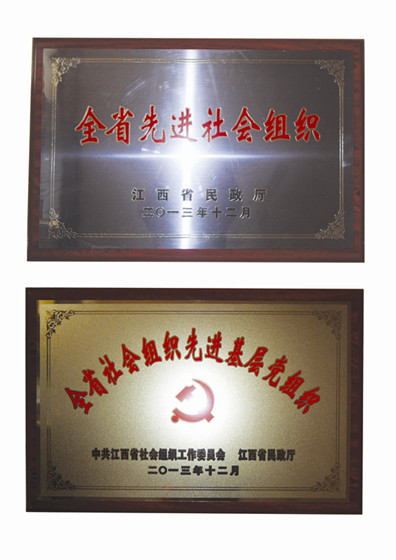 全省先进社会组织
江西省民政厅
二〇一三年十二月
全省社会组织先进基层党组织
中共江西省社会组织工作委员会 江西省民政厅
二〇一三年十二月